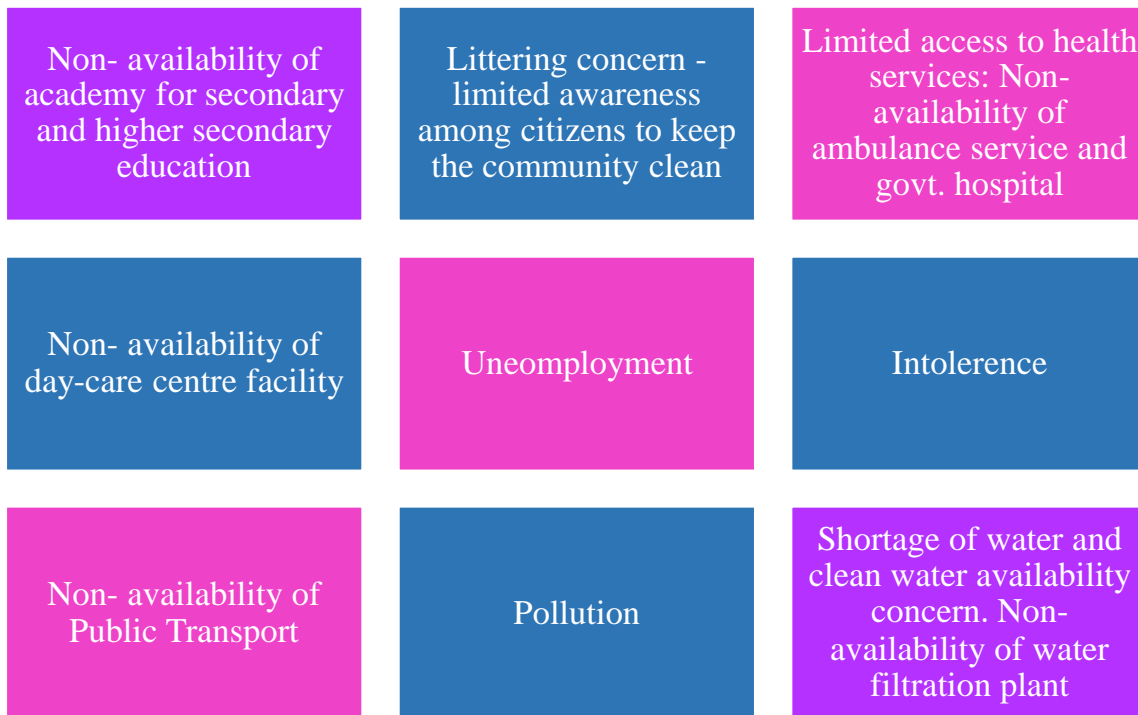 Non- availability of
academy for secondary
and higher secondary
education
Littering concern -
limited awareness
among citizens to keep
the community clean
Limited access to health
services: Non-
availability of
ambulance service and
govt. hospital
Non- availability of
day-care centre facility
Uneomployment
Intolerence
Non- availability of
Public Transport
Pollution
Shortage of water and
clean water availability
concern. Non-
availability of water
filtration plant